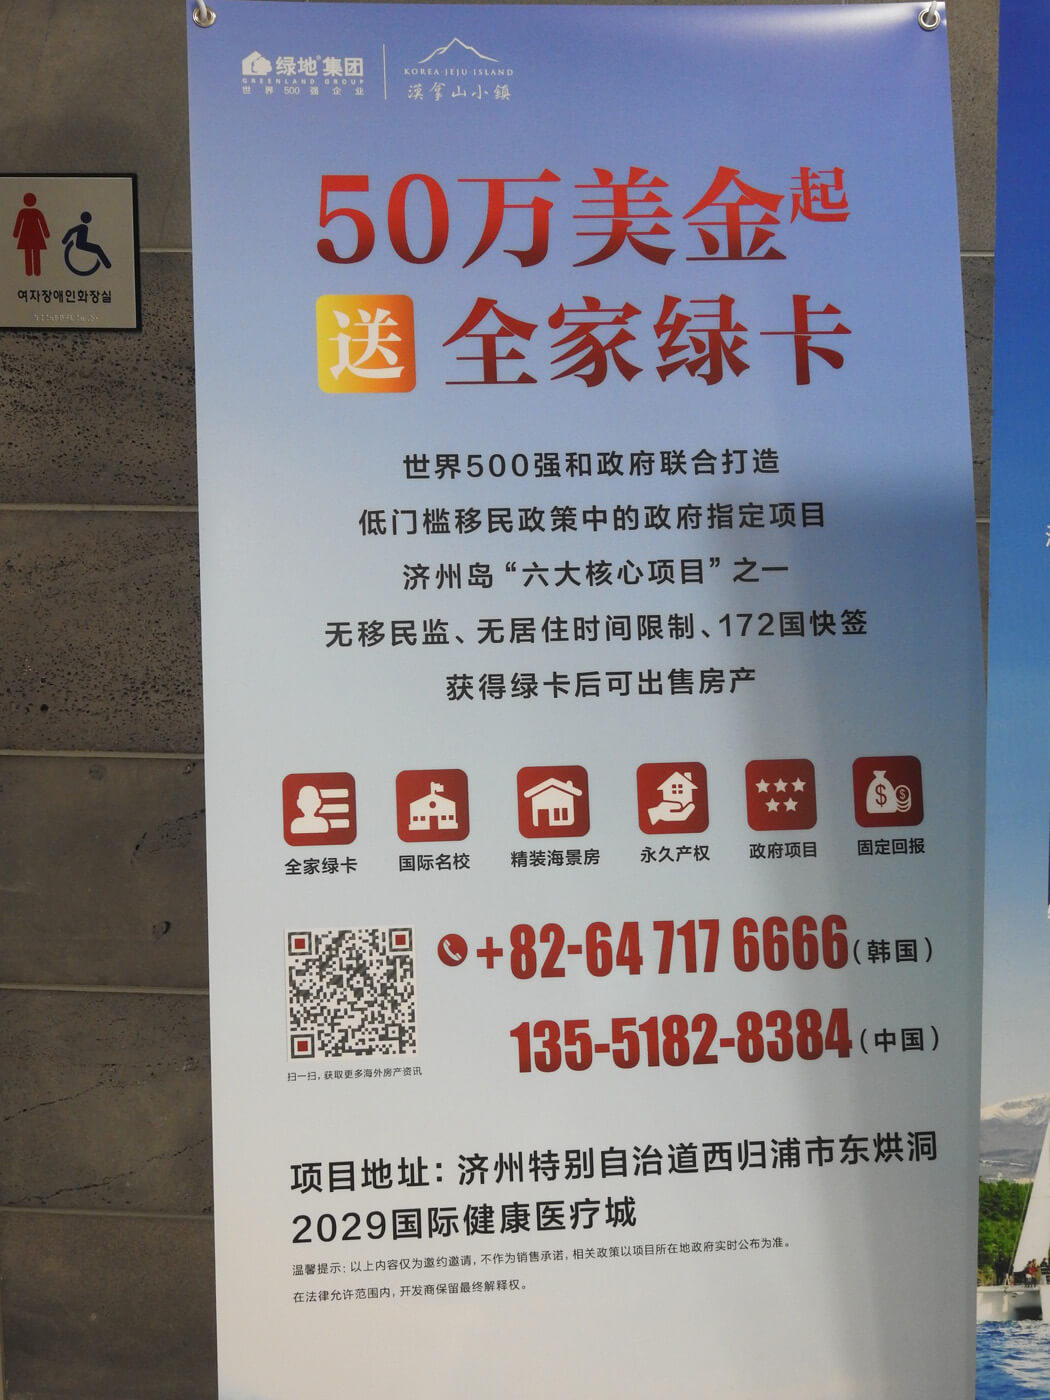 绿地®集团
GREENLAND GROUP
世界500强企业
KOREA JEJU ISLAND
漢拿山小鎮
여자장애인화장실
50万美金起
送全家绿卡
世界500强和政府联合打造
低门槛移民政策中的政府指定项目
济州岛“六大核心项目”之一
无移民监、无居住时间限制、172国快签
获得绿卡后可出售房产
全家绿卡 国际名校 精装海景房 永久产权 政府项目 固定回报
+82-64 717 6666(韩国)
135-5182-8384(中国)
扫一扫，获取更多海外房产资讯
项目地址：济州特别自治道西归浦市东烘洞
2029国际健康医疗城
温馨提示：以上内容仅为邀约邀请，不作为销售承诺，相关政策以项目所在地政府实时公布为准。
在法律允许范围内，开发商保留最终解释权。